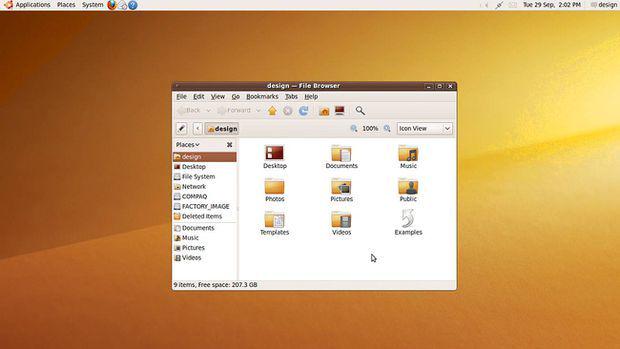 Applications Places System Tue 29 Sep, 2:02 PM design
design — File Browser
File Edit View Go Bookmarks Tabs Help
Back Forward
design 100% Icon View
Places
design
Desktop
File System
Network
COMPAQ
FACTORY_IMAGE
Deleted Items
Documents
Music
Pictures
Videos
Desktop Documents Music
Photos Pictures Public
Templates Videos Examples
9 items, Free space: 207.3 GB